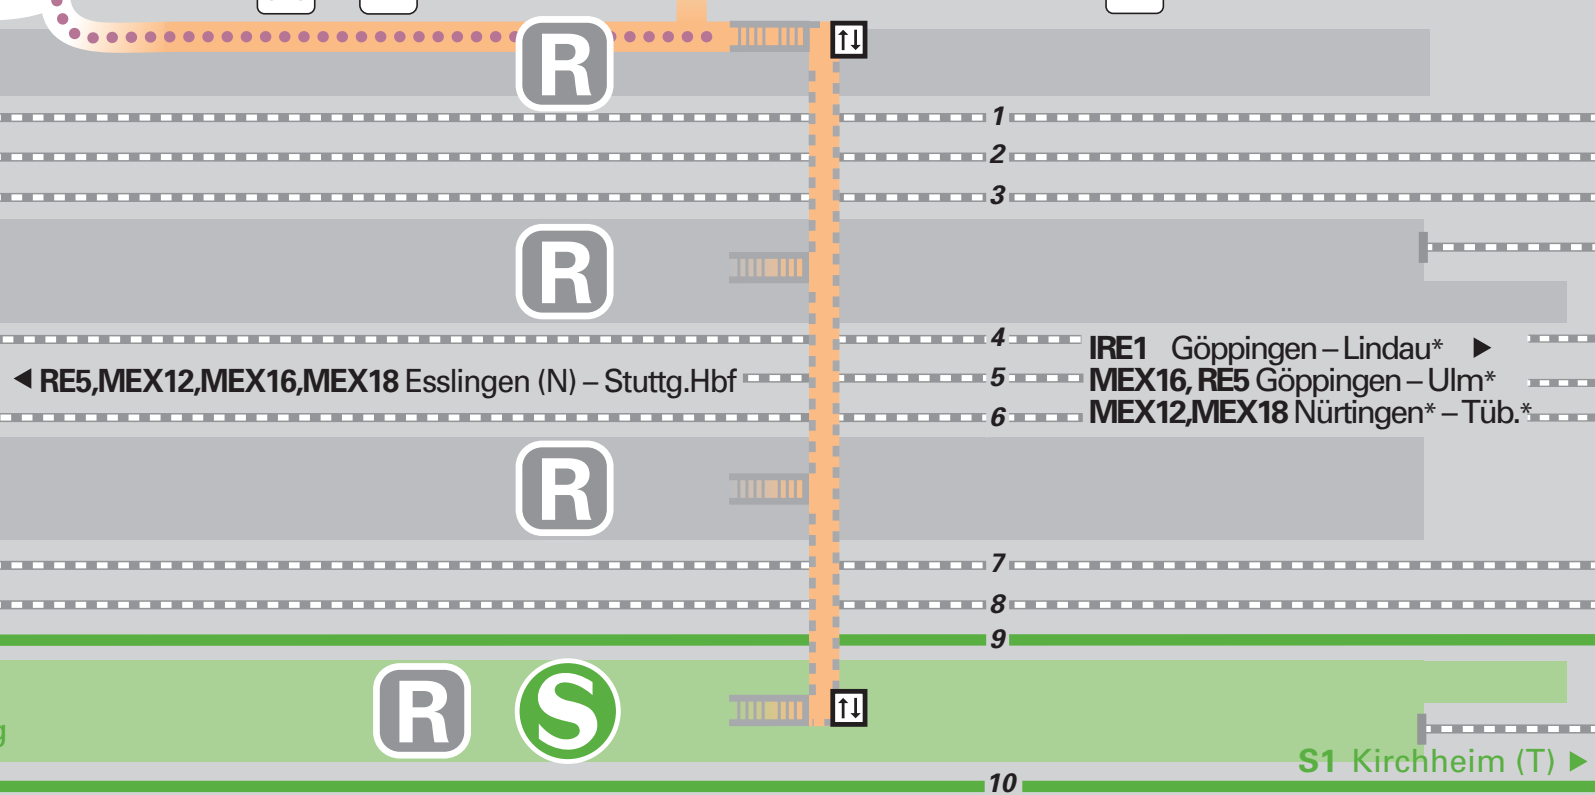 R
1
2
3
R
4
IRE1 Göppingen – Lindau* ►
◄ RE5,MEX12,MEX16,MEX18 Esslingen (N) – Stuttg.Hbf
5
MEX16, RE5 Göppingen – Ulm*
6
MEX12,MEX18 Nürtingen* – Tüb.*
R
7
8
9
R S
g
S1 Kirchheim (T) ►
10